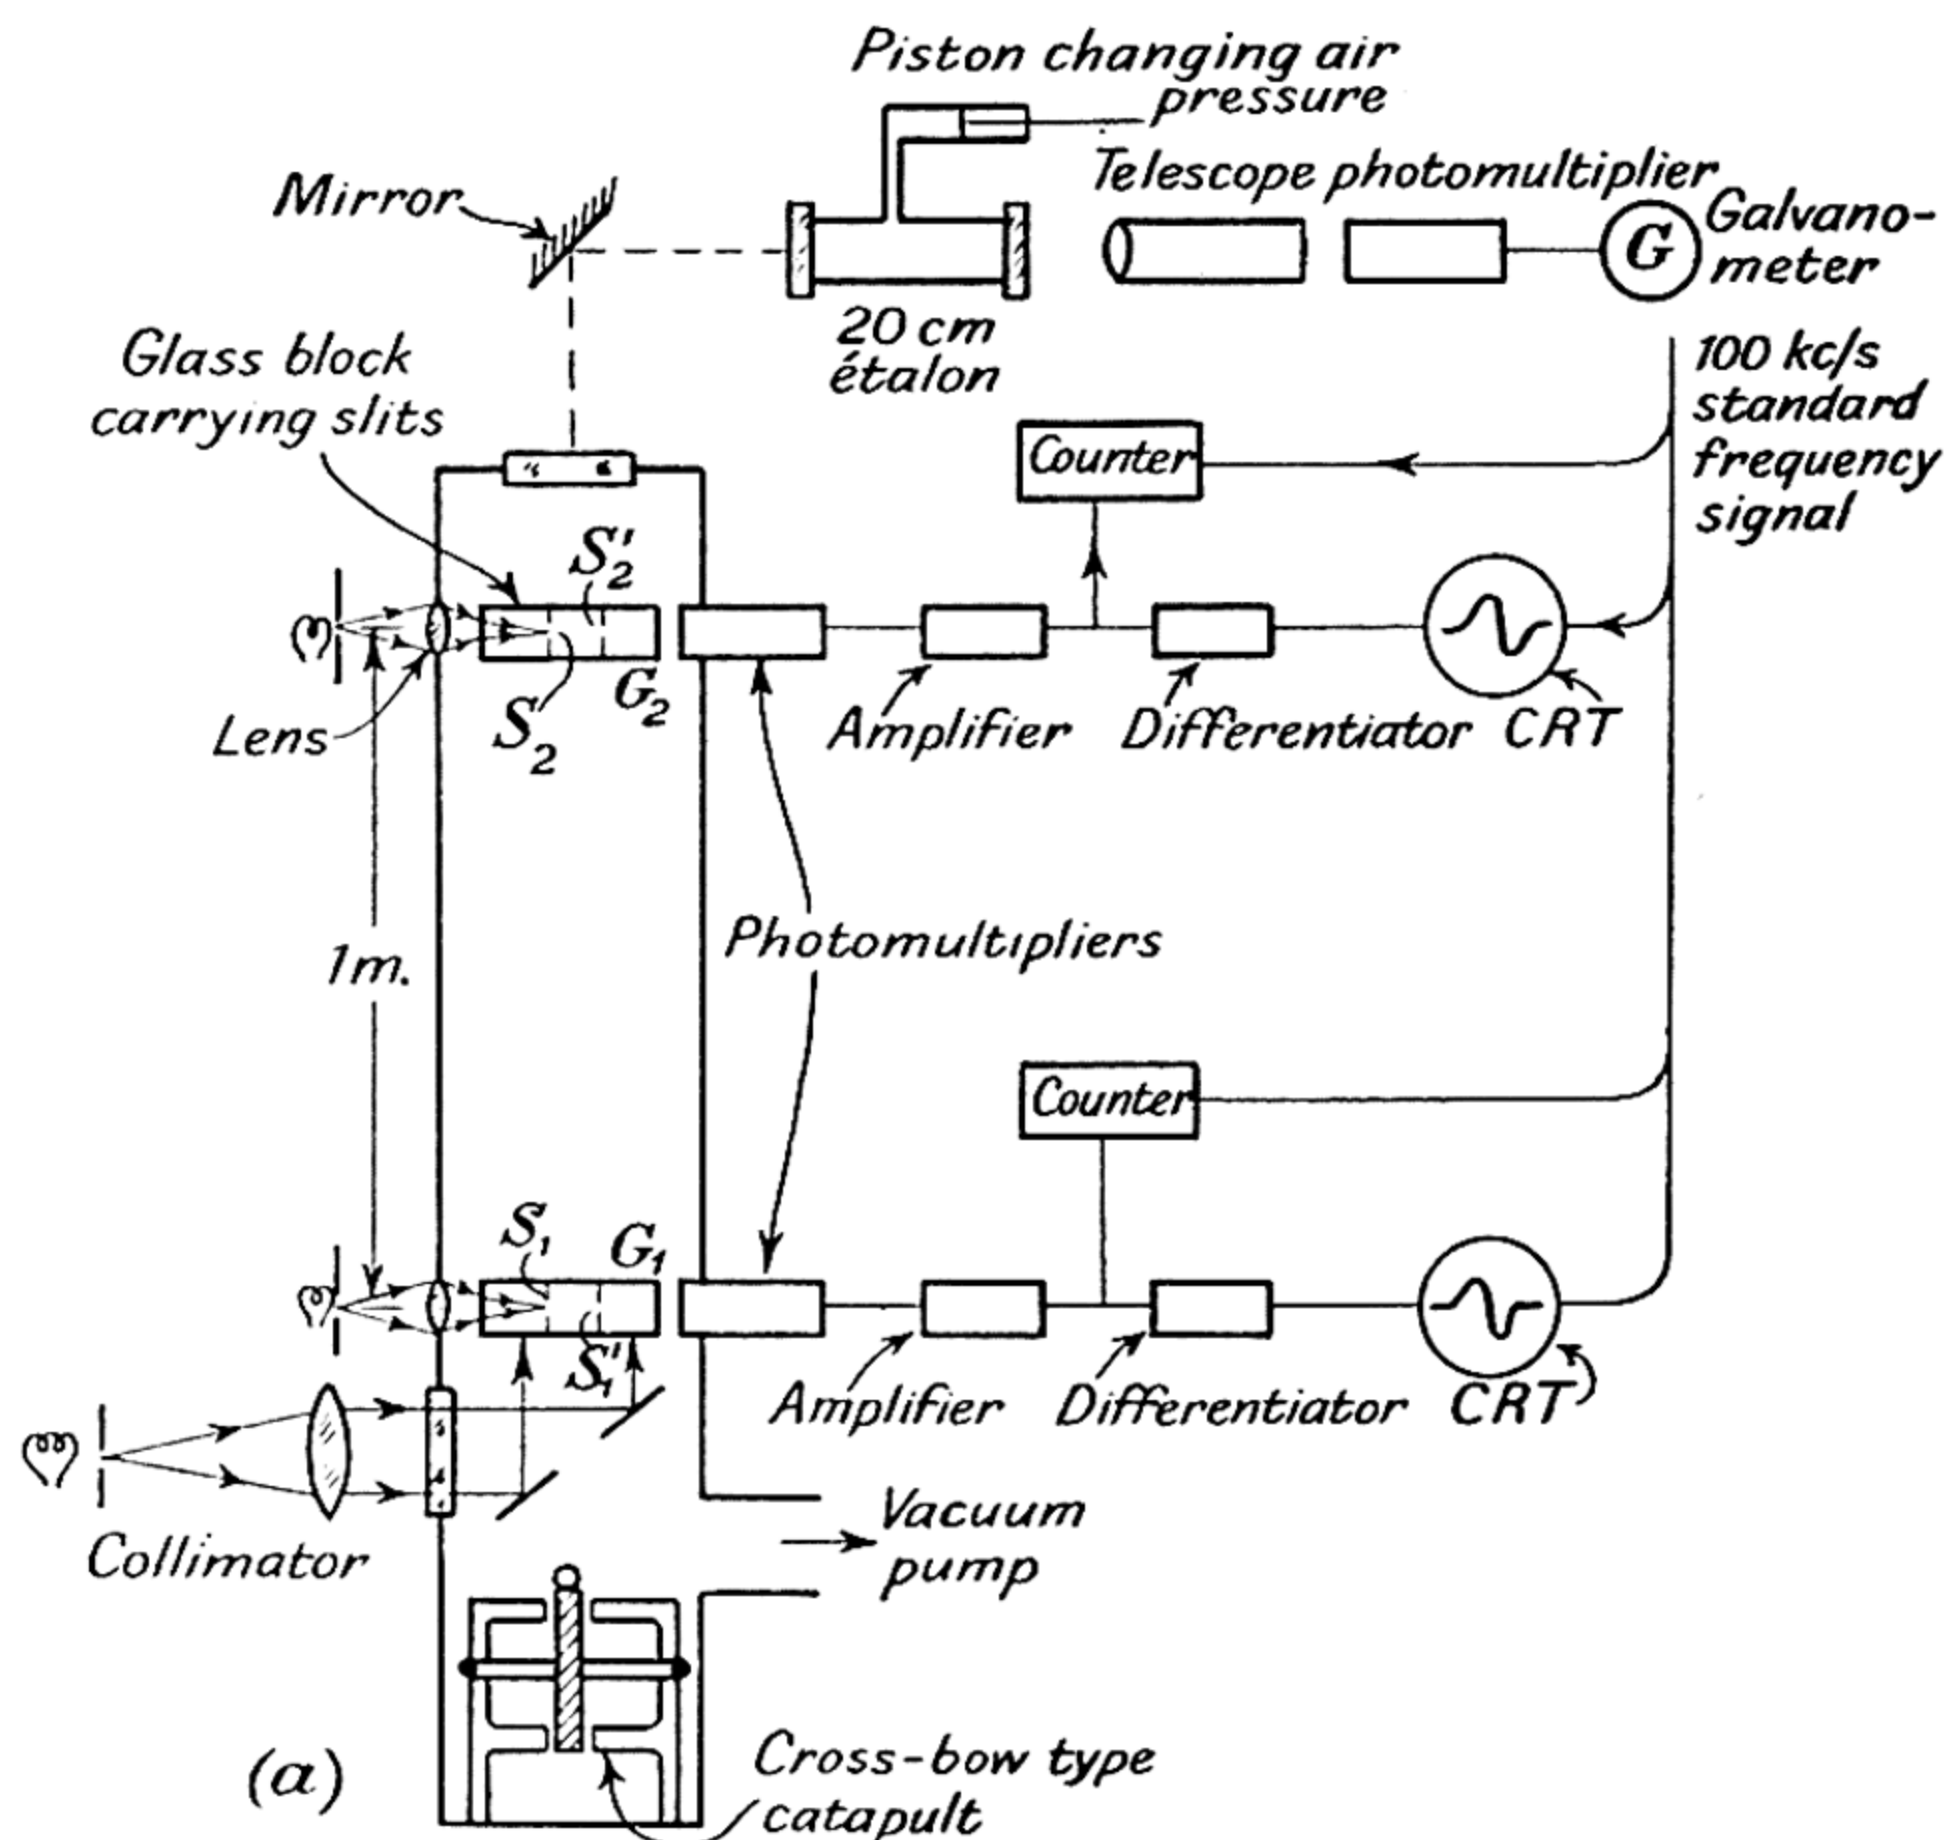 Piston changing air
pressure
Mirror
Telescope photomultiplier
Galvano-
meter
G
20 cm
étalon
Glass block
carrying slits
100 kc/s
standard
frequency
signal
Counter
S'2
S2
G2
Lens
Amplifier
Differentiator
CRT
1m.
Photomultipliers
Counter
S1
G1
S'1
Amplifier
Differentiator
CRT
Collimator
Vacuum
pump
(a)
Cross-bow type
catapult